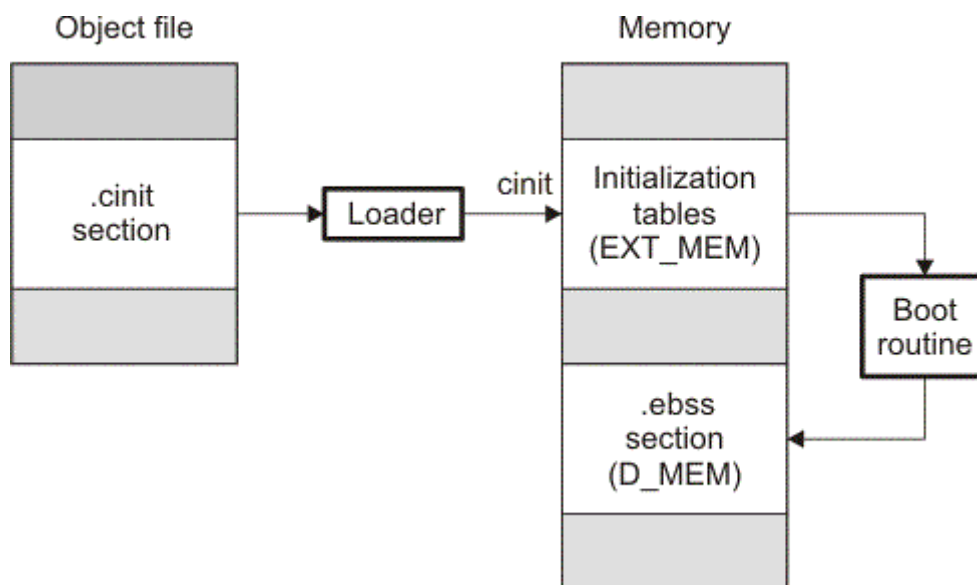 Object file
Memory
.cinit
section
Loader
cinit
Initialization
tables
(EXT_MEM)
Boot
routine
.ebss
section
(D_MEM)